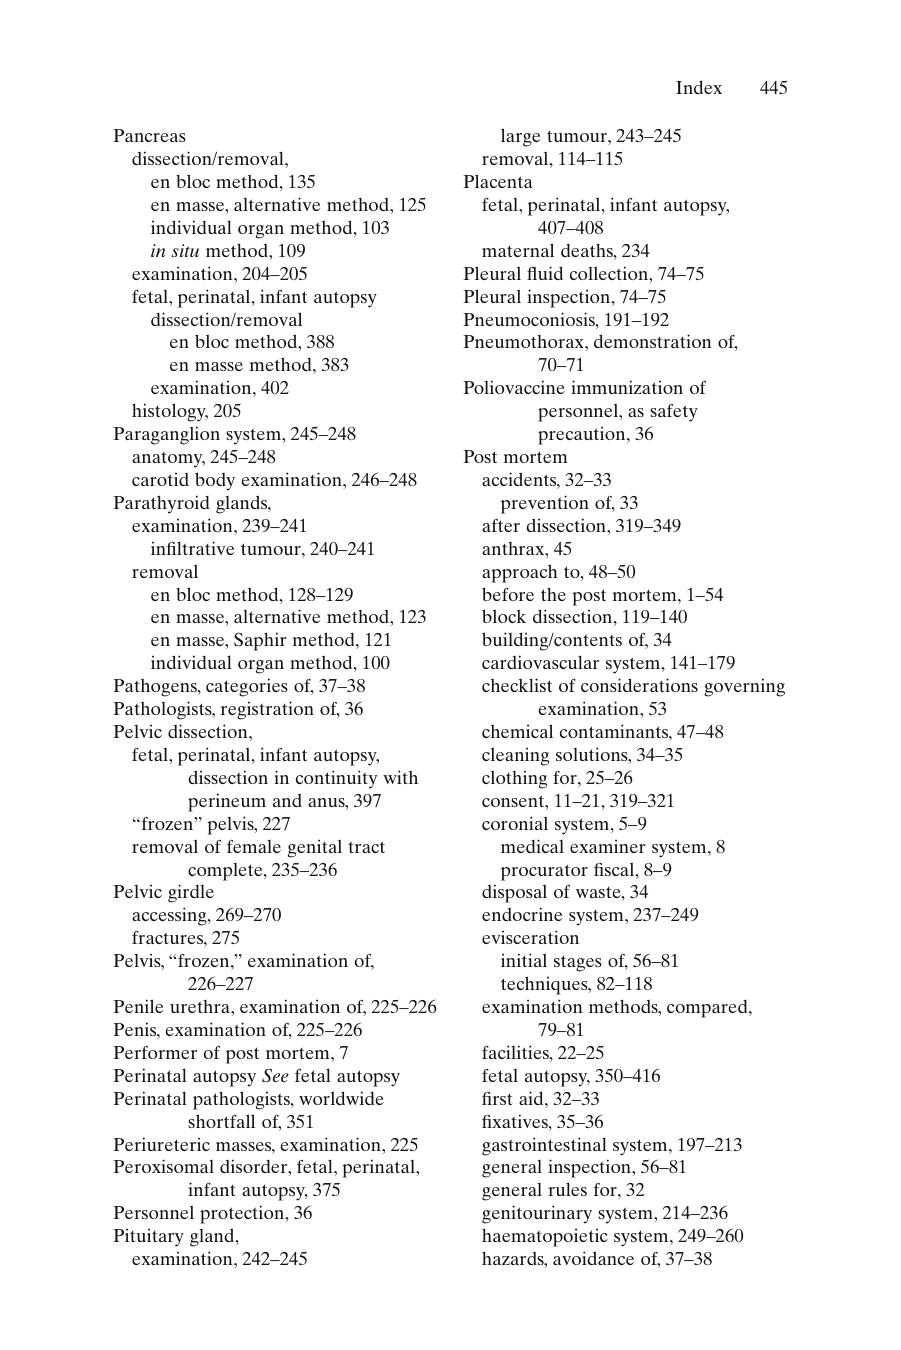 Index 445
Pancreas
dissection/removal,
en bloc method, 135
en masse, alternative method, 125
individual organ method, 103
in situ method, 109
examination, 204–205
fetal, perinatal, infant autopsy
dissection/removal
en bloc method, 388
en masse method, 383
examination, 402
histology, 205
Paraganglion system, 245–248
anatomy, 245–248
carotid body examination, 246–248
Parathyroid glands,
examination, 239–241
infiltrative tumour, 240–241
removal
en bloc method, 128–129
en masse, alternative method, 123
en masse, Saphir method, 121
individual organ method, 100
Pathogens, categories of, 37–38
Pathologists, registration of, 36
Pelvic dissection,
fetal, perinatal, infant autopsy,
dissection in continuity with
perineum and anus, 397
“frozen” pelvis, 227
removal of female genital tract
complete, 235–236
Pelvic girdle
accessing, 269–270
fractures, 275
Pelvis, “frozen,” examination of,
226–227
Penile urethra, examination of, 225–226
Penis, examination of, 225–226
Performer of post mortem, 7
Perinatal autopsy See fetal autopsy
Perinatal pathologists, worldwide
shortfall of, 351
Periureteric masses, examination, 225
Peroxisomal disorder, fetal, perinatal,
infant autopsy, 375
Personnel protection, 36
Pituitary gland,
examination, 242–245
large tumour, 243–245
removal, 114–115
Placenta
fetal, perinatal, infant autopsy,
407–408
maternal deaths, 234
Pleural fluid collection, 74–75
Pleural inspection, 74–75
Pneumoconiosis, 191–192
Pneumothorax, demonstration of,
70–71
Poliovaccine immunization of
personnel, as safety
precaution, 36
Post mortem
accidents, 32–33
prevention of, 33
after dissection, 319–349
anthrax, 45
approach to, 48–50
before the post mortem, 1–54
block dissection, 119–140
building/contents of, 34
cardiovascular system, 141–179
checklist of considerations governing
examination, 53
chemical contaminants, 47–48
cleaning solutions, 34–35
clothing for, 25–26
consent, 11–21, 319–321
coronial system, 5–9
medical examiner system, 8
procurator fiscal, 8–9
disposal of waste, 34
endocrine system, 237–249
evisceration
initial stages of, 56–81
techniques, 82–118
examination methods, compared,
79–81
facilities, 22–25
fetal autopsy, 350–416
first aid, 32–33
fixatives, 35–36
gastrointestinal system, 197–213
general inspection, 56–81
general rules for, 32
genitourinary system, 214–236
haematopoietic system, 249–260
hazards, avoidance of, 37–38